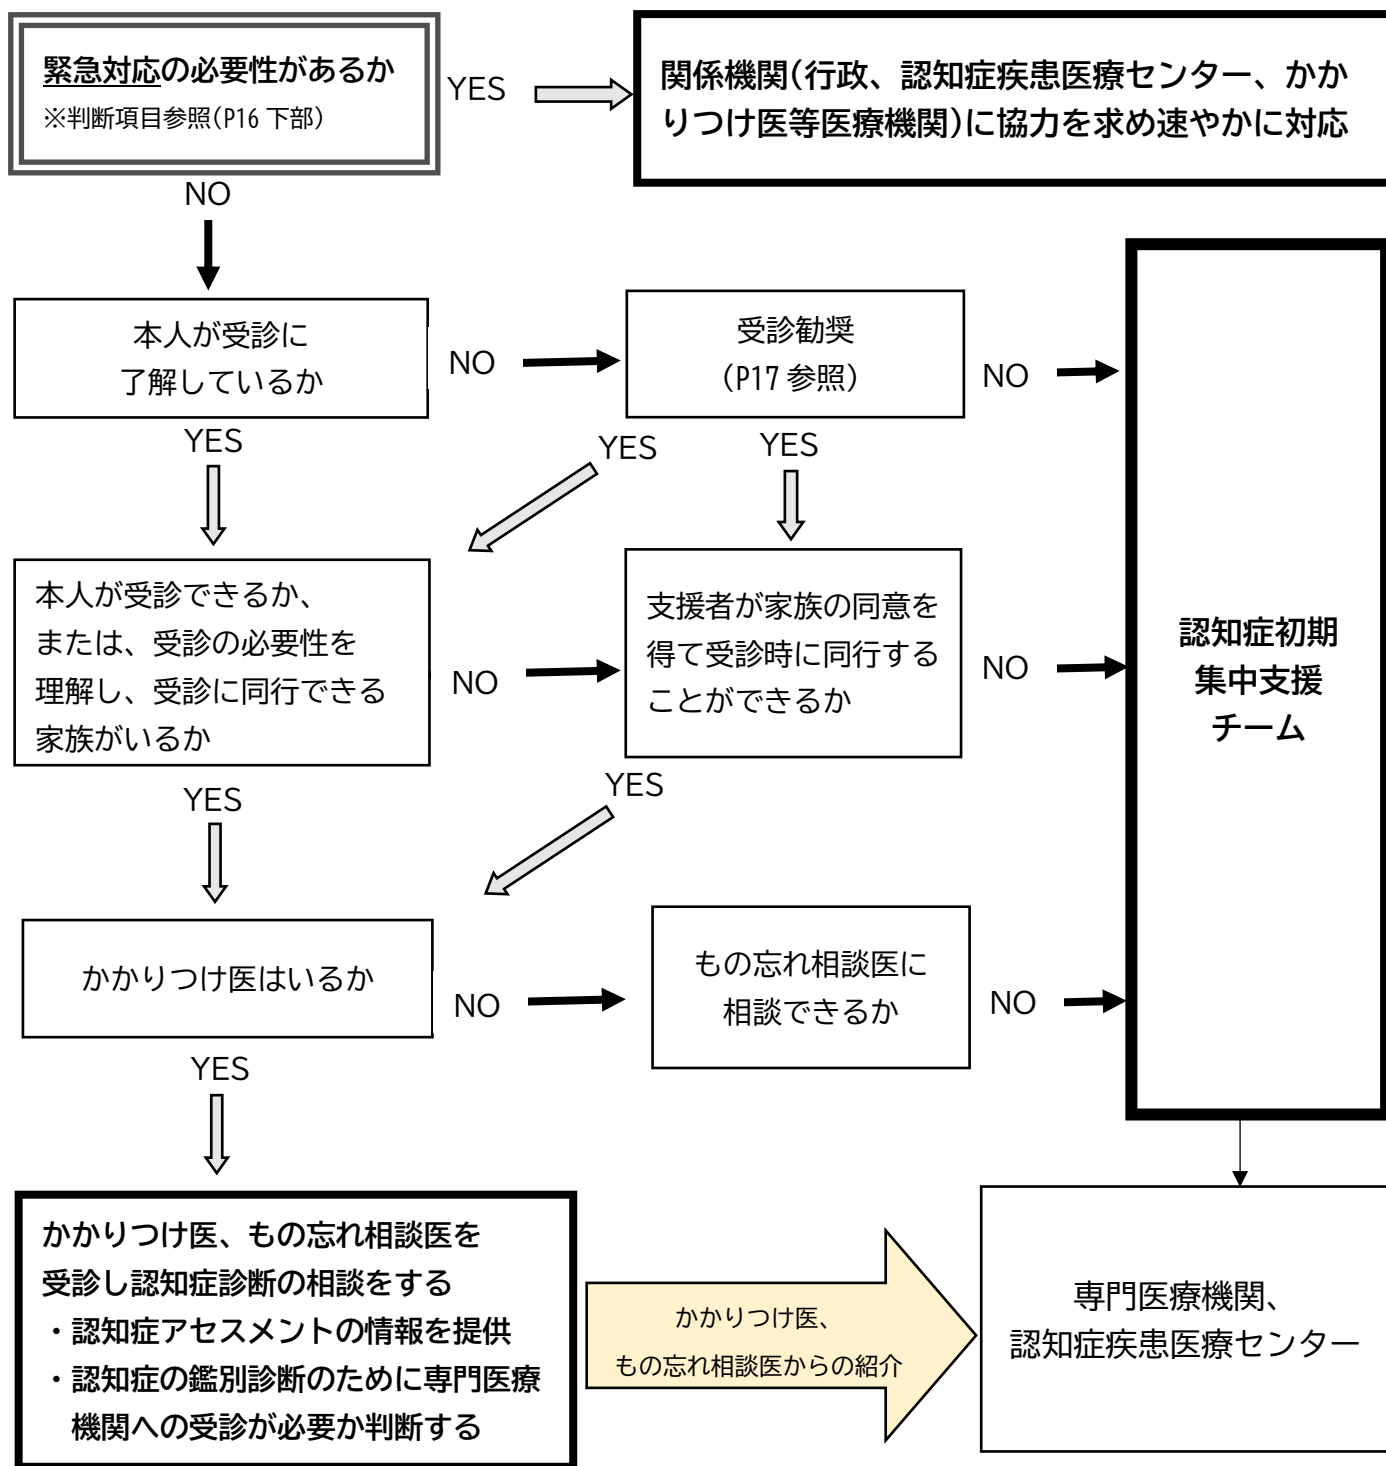 緊急対応の必要性があるか
※判断項目参照(P16 下部)
YES
関係機関(行政、認知症疾患医療センター、かか
りつけ医等医療機関)に協力を求め速やかに対応
NO
本人が受診に
了解しているか
NO
受診勧奨
(P17 参照)
NO
YES
YES
YES
本人が受診できるか、
または、受診の必要性を
理解し、受診に同行できる
家族がいるか
NO
支援者が家族の同意を
得て受診時に同行する
ことができるか
NO
認知症初期
集中支援
チーム
YES
YES
かかりつけ医はいるか
NO
もの忘れ相談医に
相談できるか
NO
YES
かかりつけ医、もの忘れ相談医を
受診し認知症診断の相談をする
・認知症アセスメントの情報を提供
・認知症の鑑別診断のために専門医療
機関への受診が必要か判断する
かかりつけ医、
もの忘れ相談医からの紹介
専門医療機関、
認知症疾患医療センター